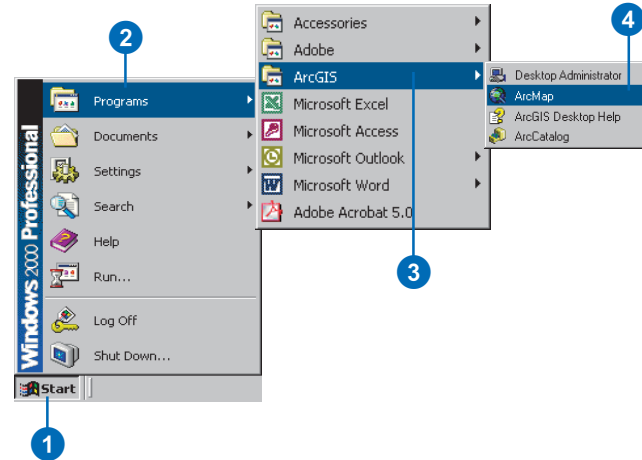 2
Programs
Documents
Settings
Search
Help
Run...
Log Off
Shut Down...
Windows 2000 Professional
Start
1
Accessories
Adobe
ArcGIS
Microsoft Excel
Microsoft Access
Microsoft Outlook
Microsoft Word
Adobe Acrobat 5.0
3
4
Desktop Administrator
ArcMap
ArcGIS Desktop Help
ArcCatalog